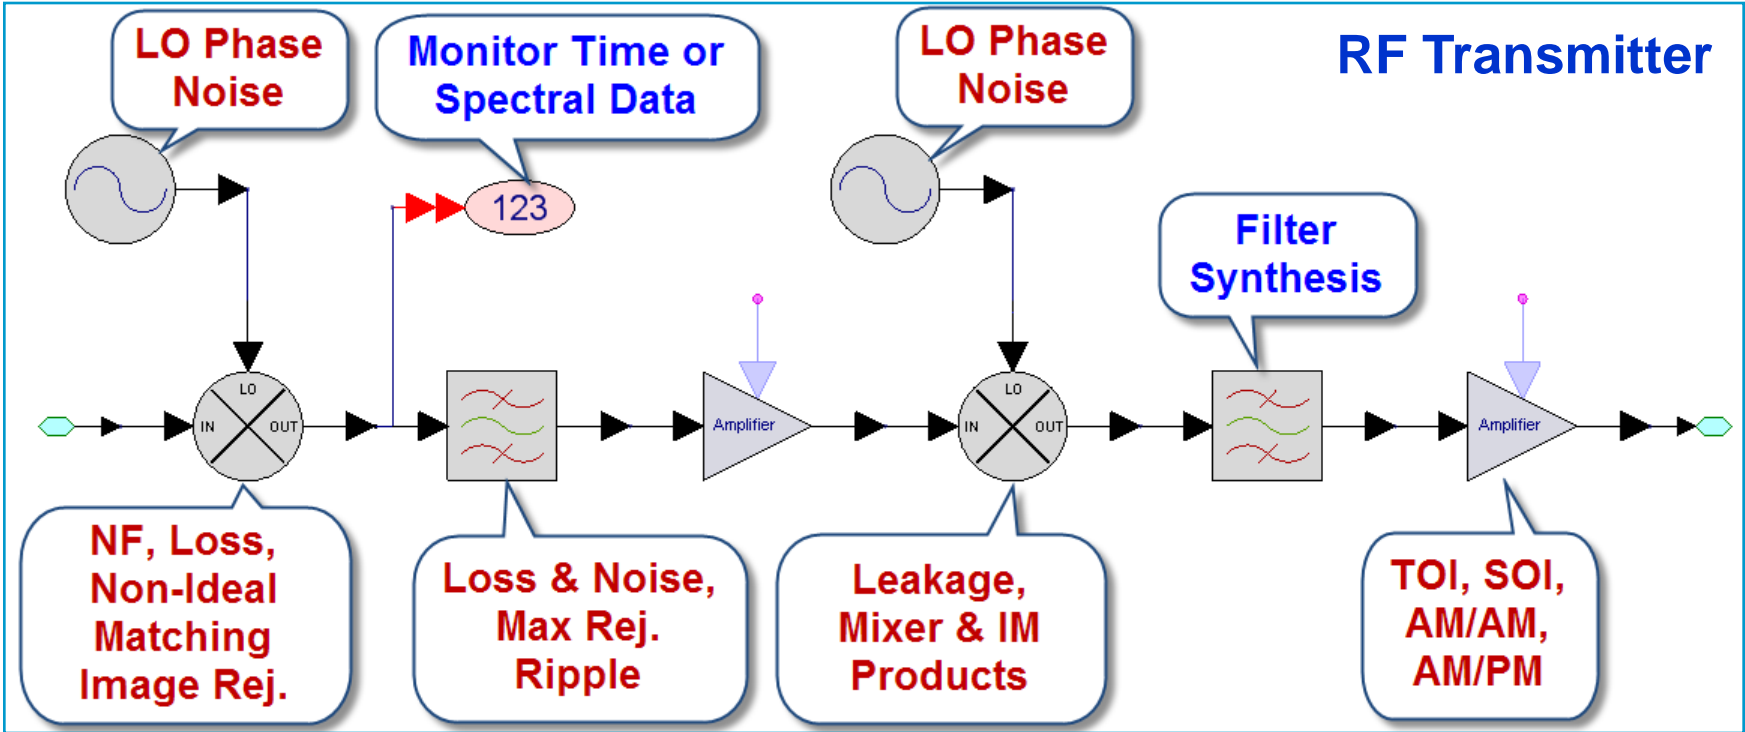 RF Transmitter
LO Phase
Noise
Monitor Time or
Spectral Data
LO Phase
Noise
123
Filter
Synthesis
LO
IN
OUT
Amplifier
LO
IN
OUT
Amplifier
NF, Loss,
Non-Ideal
Matching
Image Rej.
Loss & Noise,
Max Rej.
Ripple
Leakage,
Mixer & IM
Products
TOI, SOI,
AM/AM,
AM/PM